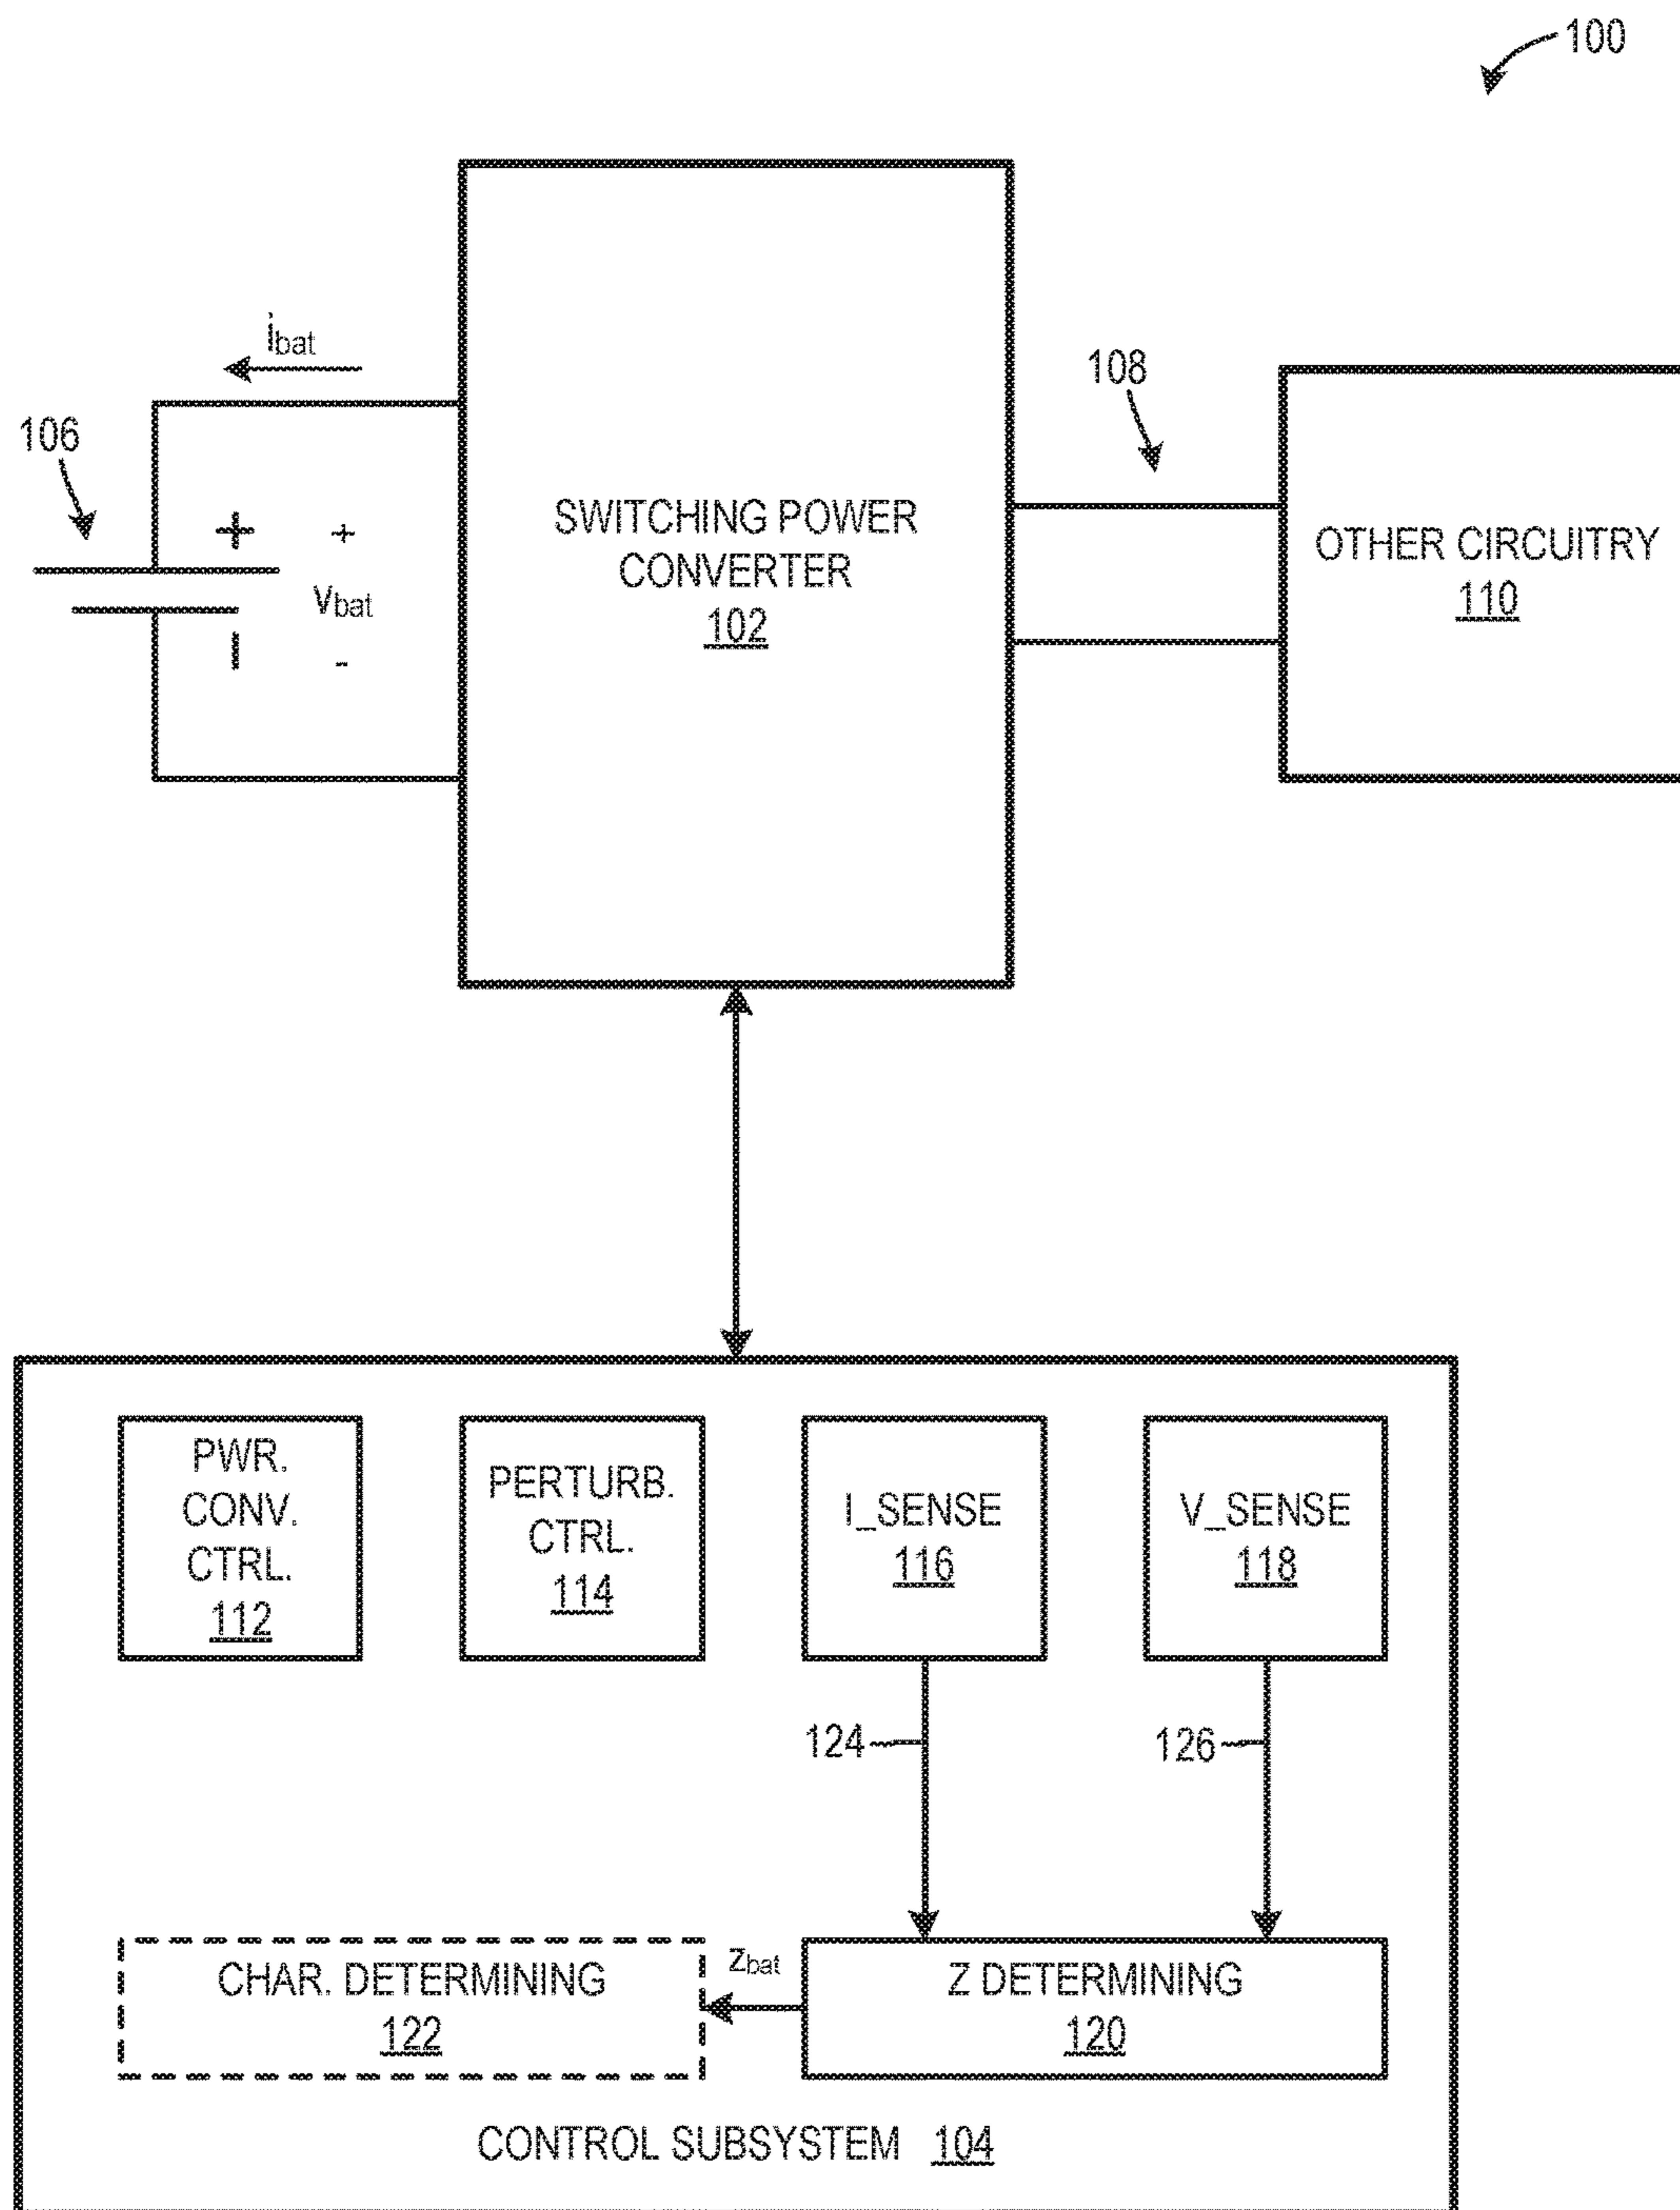 100
ibat
106
+
+
vbat
-
-
SWITCHING POWER
CONVERTER
102
108
OTHER CIRCUITRY
110
PWR.
CONV.
CTRL.
112
PERTURB.
CTRL.
114
I_SENSE
116
V_SENSE
118
124
126
CHAR. DETERMINING
122
zbat
Z DETERMINING
120
CONTROL SUBSYSTEM 104